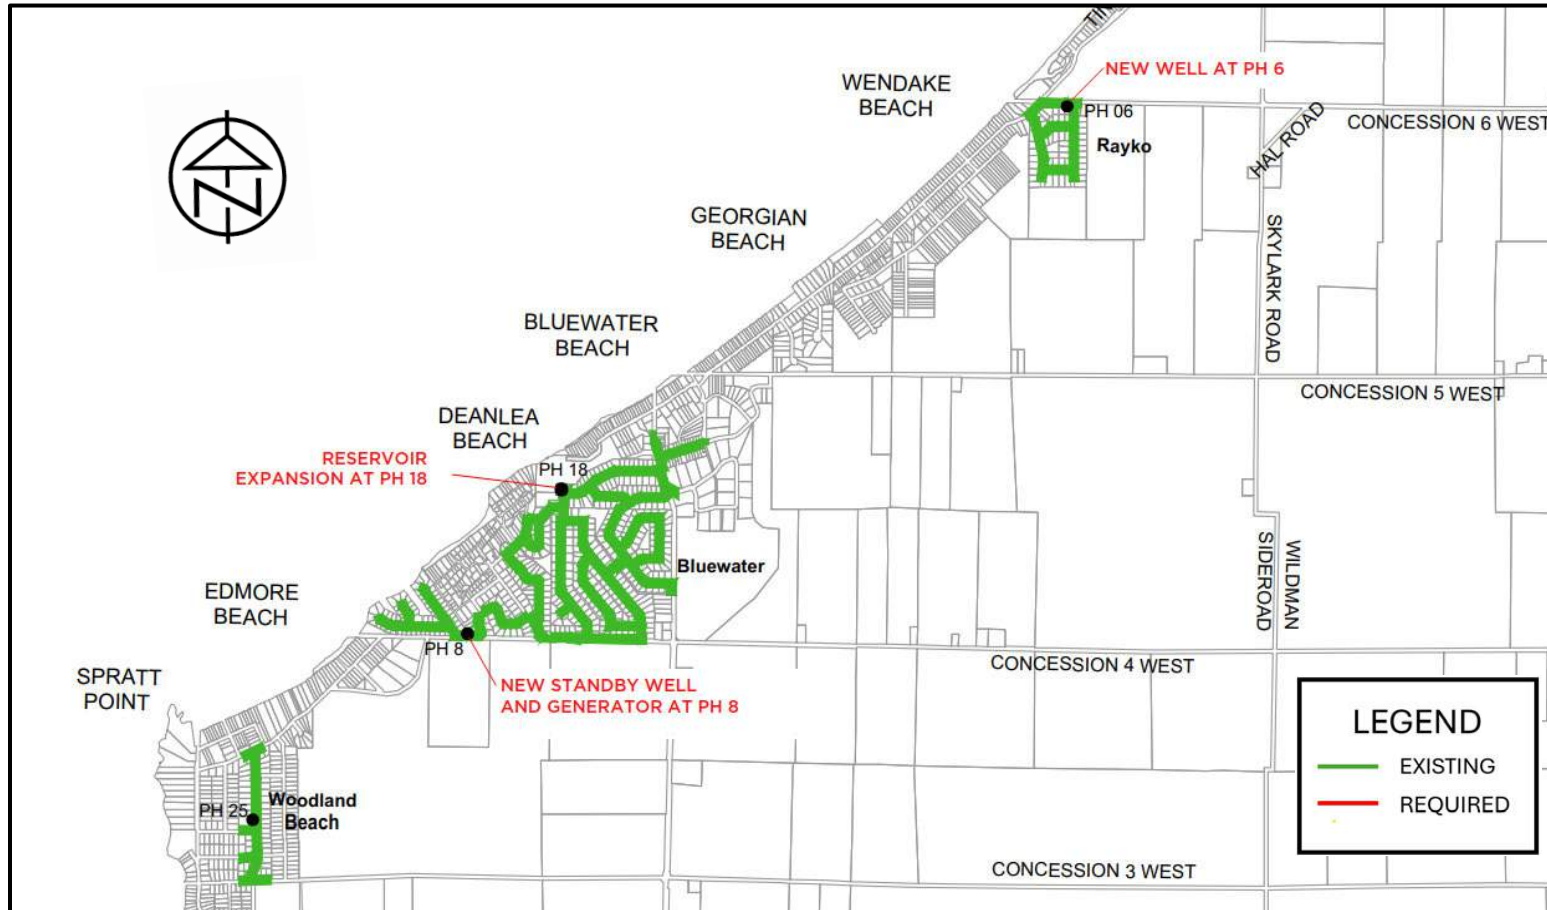 TIN
NEW WELL AT PH 6
WENDAKE
BEACH
PH 06
CONCESSION 6 WEST
Rayko
HAL ROAD
N
GEORGIAN
BEACH
SKYLARK ROAD
BLUEWATER
BEACH
CONCESSION 5 WEST
DEANLEA
BEACH
RESERVOIR
EXPANSION AT PH 18
PH 18
SIDEROAD
WILDMAN
Bluewater
EDMORE
BEACH
PH 8
CONCESSION 4 WEST
SPRATT
POINT
NEW STANDBY WELL
AND GENERATOR AT PH 8
LEGEND
EXISTING
REQUIRED
PH 25
Woodland
Beach
CONCESSION 3 WEST